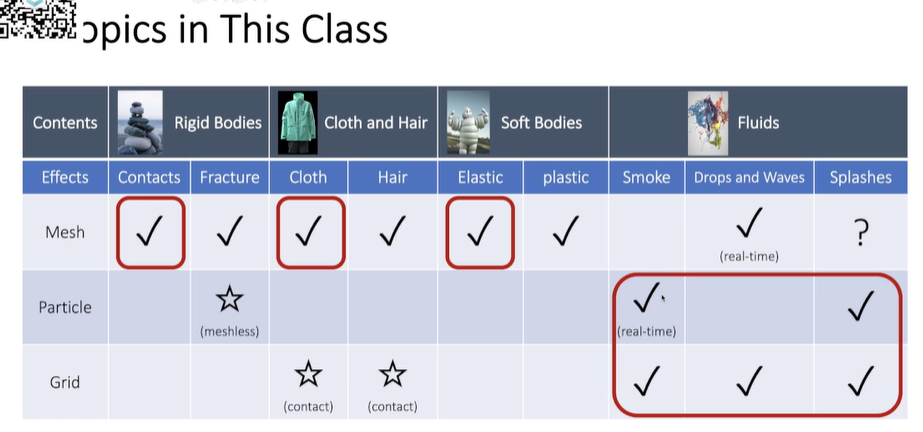 opics in This Class
Contents Rigid Bodies Cloth and Hair Soft Bodies Fluids
Effects Contacts Fracture Cloth Hair Elastic plastic Smoke Drops and Waves Splashes
Mesh ✓ ✓ ✓ ✓ ✓ ✓ ✓ ?
(real-time)
Particle ☆ ✓ ✓
(meshless) (real-time)
Grid ☆ ☆ ✓ ✓ ✓
(contact) (contact)